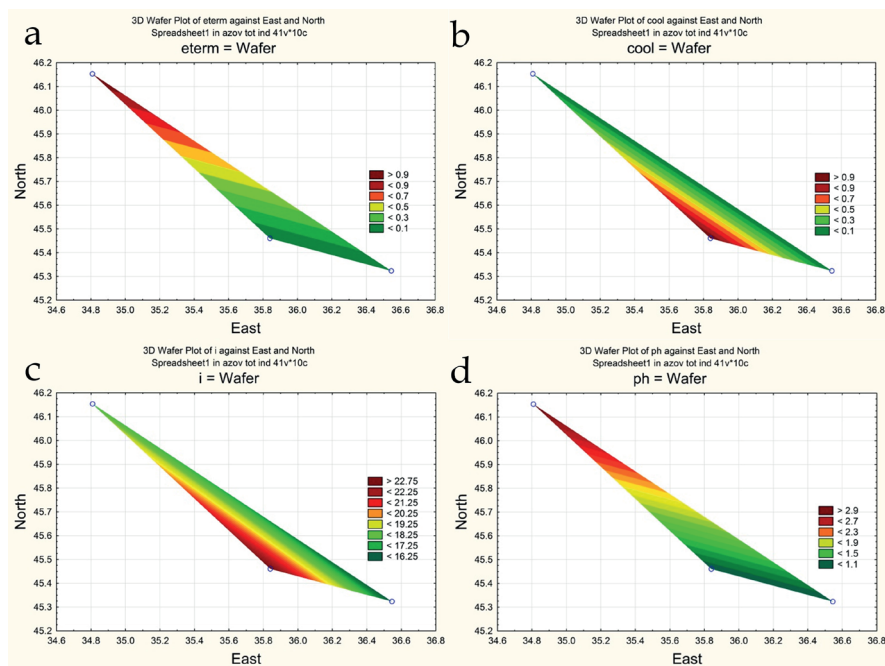 a
3D Wafer Plot of eterm against East and North
Spreadsheet1 in azov tot ind 41v*10c
eterm = Wafer
46.2
46.1
46.0
45.9
45.8
45.7
45.6
45.5
45.4
45.3
45.2
North
> 0.9
< 0.9
< 0.7
< 0.5
< 0.3
< 0.1
34.6 34.8 35.0 35.2 35.4 35.6 35.8 36.0 36.2 36.4 36.6 36.8
East
b
3D Wafer Plot of cool against East and North
Spreadsheet1 in azov tot ind 41v*10c
cool = Wafer
46.2
46.1
46.0
45.9
45.8
45.7
45.6
45.5
45.4
45.3
45.2
North
> 0.9
< 0.9
< 0.7
< 0.5
< 0.3
< 0.1
34.6 34.8 35.0 35.2 35.4 35.6 35.8 36.0 36.2 36.4 36.6 36.8
East
c
3D Wafer Plot of i against East and North
Spreadsheet1 in azov tot ind 41v*10c
i = Wafer
46.2
46.1
46.0
45.9
45.8
45.7
45.6
45.5
45.4
45.3
45.2
North
> 22.75
< 22.25
< 21.25
< 20.25
< 19.25
< 18.25
< 17.25
< 16.25
34.6 34.8 35.0 35.2 35.4 35.6 35.8 36.0 36.2 36.4 36.6 36.8
East
d
3D Wafer Plot of ph against East and North
Spreadsheet1 in azov tot ind 41v*10c
ph = Wafer
46.2
46.1
46.0
45.9
45.8
45.7
45.6
45.5
45.4
45.3
45.2
North
> 2.9
< 2.7
< 2.3
< 1.9
< 1.5
< 1.1
34.6 34.8 35.0 35.2 35.4 35.6 35.8 36.0 36.2 36.4 36.6 36.8
East